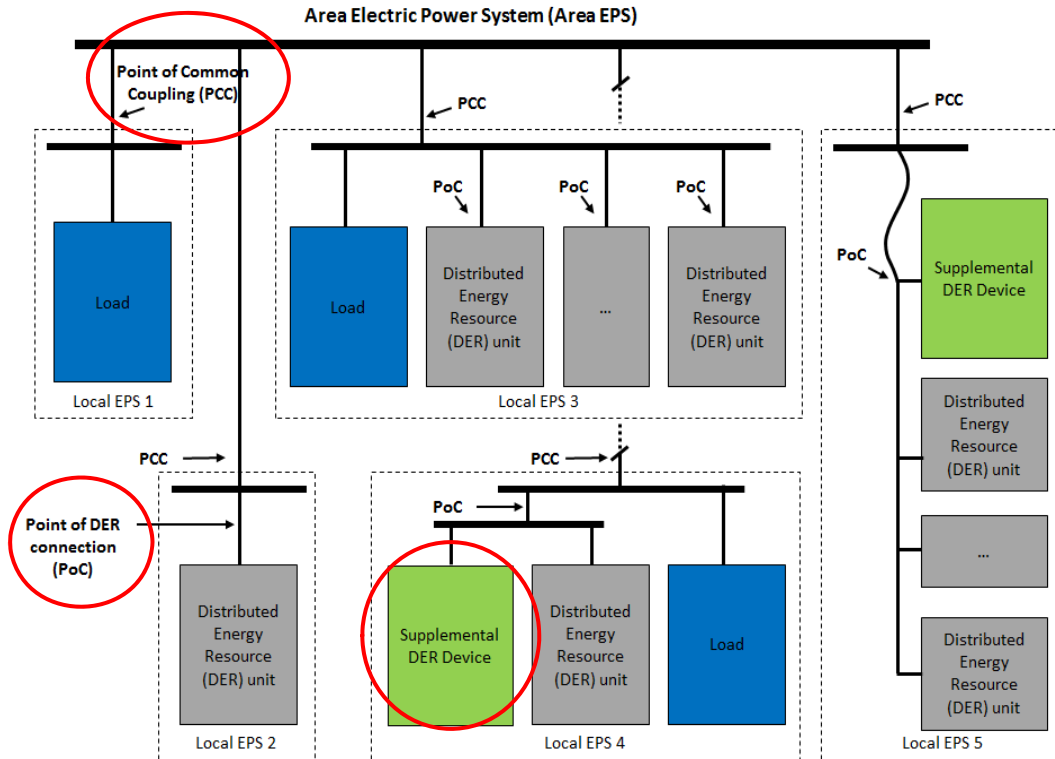 Area Electric Power System (Area EPS)
Point of Common
Coupling (PCC)
Load
Local EPS 1
PCC
PoC
PoC
PoC
Load
Distributed
Energy
Resource
(DER) unit
...
Distributed
Energy
Resource
(DER) unit
Local EPS 3
PCC
PoC
Supplemental
DER Device
Distributed
Energy
Resource
(DER) unit
...
Distributed
Energy
Resource
(DER) unit
Local EPS 5
PCC
Point of DER
connection
(PoC)
Distributed
Energy
Resource
(DER) unit
Local EPS 2
PCC
PoC
Supplemental
DER Device
Distributed
Energy
Resource
(DER) unit
Load
Local EPS 4